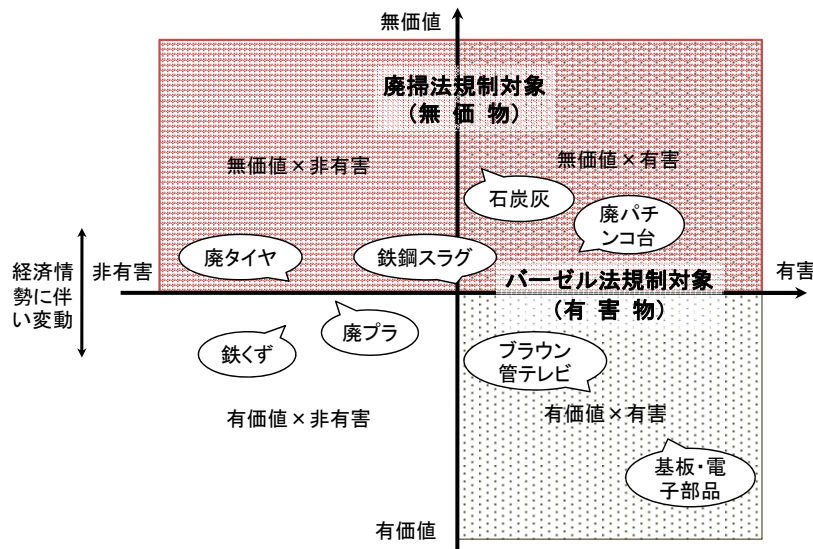 無価値
廃掃法規制対象
（無 価 物）
無価値×非有害
無価値×有害
石炭灰
廃パチ
ンコ台
廃タイヤ
鉄鋼スラグ
経済情
勢に伴
い変動
非有害
有害
バーゼル法規制対象
（有 害 物）
廃プラ
鉄くず
ブラウン
管テレビ
有価値×非有害
有価値×有害
基板・電
子部品
有価値